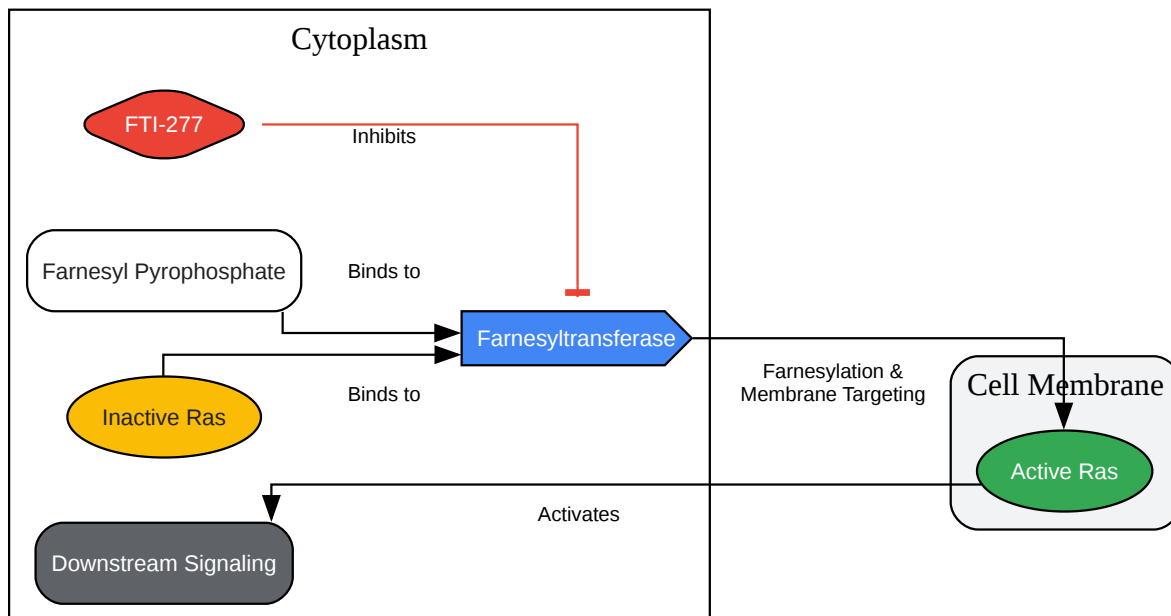 Cytoplasm
FTI-277
Inhibits
Farnesyl Pyrophosphate
Binds to
Farnesyltransferase
Inactive Ras
Binds to
Farnesylation &
Membrane Targeting
Cell Membrane
Active Ras
Activates
Downstream Signaling